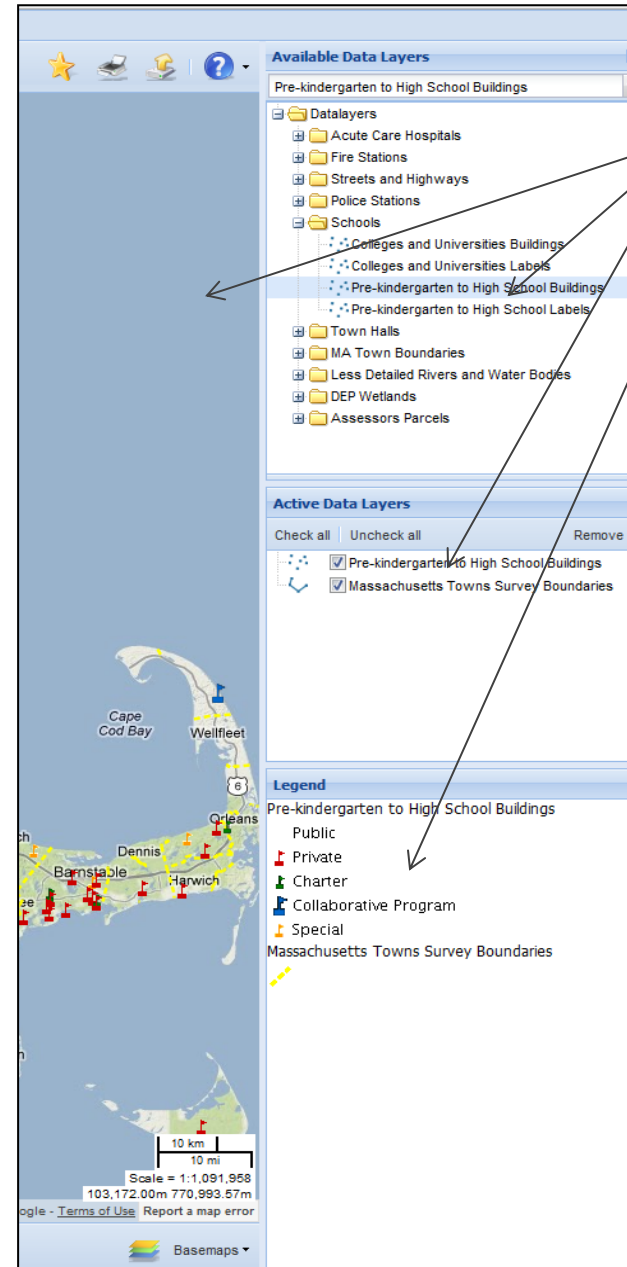 Available Data Layers
Pre-kindergarten to High School Buildings
Datalayers
Acute Care Hospitals
Fire Stations
Streets and Highways
Police Stations
Schools
Colleges and Universities Buildings
Colleges and Universities Labels
Pre-kindergarten to High School Buildings
Pre-kindergarten to High School Labels
Town Halls
MA Town Boundaries
Less Detailed Rivers and Water Bodies
DEP Wetlands
Assessors Parcels
Active Data Layers
Check all Uncheck all Remove
Pre-kindergarten to High School Buildings
Massachusetts Towns Survey Boundaries
Cape
Cod Bay
Wellfleet
6
Orleans
Dennis
Barnstable
Harwich
Legend
Pre-kindergarten to High School Buildings
Public
Private
Charter
Collaborative Program
Special
Massachusetts Towns Survey Boundaries
10 km
10 mi
Scale = 1:1,091,958
103,172.00m 770,993.57m
ogle - Terms of Use Report a map error
Basemaps